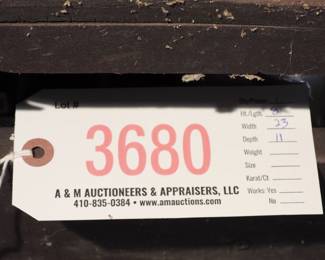 Lot #
3680
A & M AUCTIONEERS & APPRAISERS, LLC
410-835-0384 • www.amauctions.com
Ht./Lgth
Width 23
Depth 11
Weight
Size
Karat/Ct
Works: Yes
No